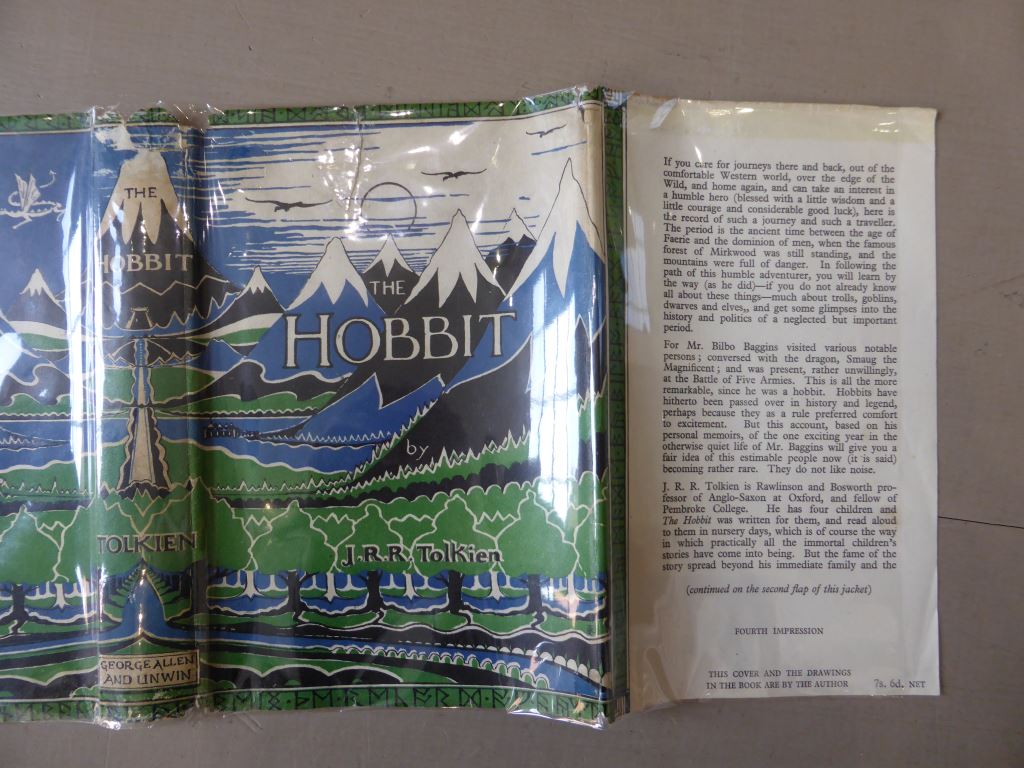 THE
HOBBIT
TOLKIEN
GEORGE ALLEN
AND UNWIN
THE
HOBBIT
by
J.R.R. Tolkien
If you care for journeys there and back, out of the
comfortable Western world, over the edge of the
Wild, and home again, and can take an interest in
a humble hero (blessed with a little wisdom and a
little courage and considerable good luck), here is
the record of such a journey and such a traveller.
The period is the ancient time between the age of
Faerie and the dominion of men, when the famous
forest of Mirkwood was still standing, and the
mountains were full of danger. In following the
path of this humble adventurer, you will learn by
the way (as he did)—if you do not already know
all about these things—much about trolls, goblins,
dwarves and elves,, and get some glimpses into the
history and politics of a neglected but important
period.
For Mr. Bilbo Baggins visited various notable
persons; conversed with the dragon, Smaug the
Magnificent; and was present, rather unwillingly,
at the Battle of Five Armies. This is all the more
remarkable, since he was a hobbit. Hobbits have
hitherto been passed over in history and legend,
perhaps because they as a rule preferred comfort
to excitement. But this account, based on his
personal memoirs, of the one exciting year in the
otherwise quiet life of Mr. Baggins will give you a
fair idea of this estimable people now (it is said)
becoming rather rare. They do not like noise.
J. R. R. Tolkien is Rawlinson and Bosworth pro-
fessor of Anglo-Saxon at Oxford, and fellow of
Pembroke College. He has four children and
The Hobbit was written for them, and read aloud
to them in nursery days, which is of course the way
in which practically all the immortal children's
stories have come into being. But the fame of the
story spread beyond his immediate family and the
(continued on the second flap of this jacket)
FOURTH IMPRESSION
THIS COVER AND THE DRAWINGS
IN THE BOOK ARE BY THE AUTHOR 7s. 6d. NET